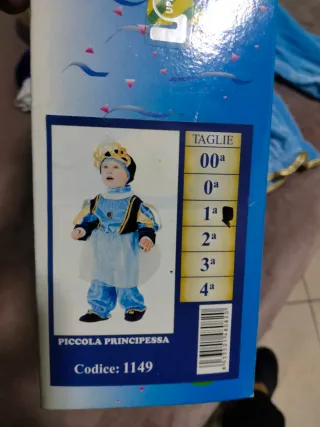 TAGLIE
00ª
0ª
1ª
2ª
3ª
4ª
PICCOLA PRINCIPESSA
Codice: 1149